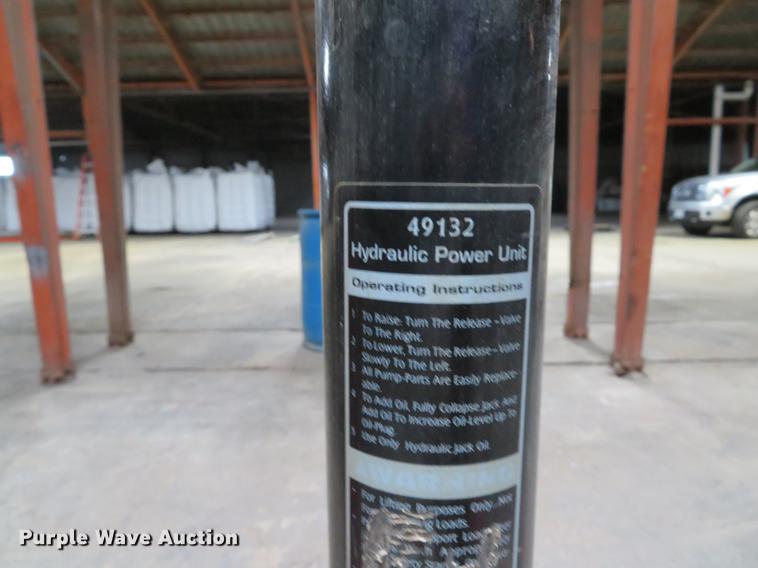 49132
Hydraulic Power Unit
Operating Instructions
1 To Raise: Turn The Release-Valve
To The Right.
2 To Lower, Turn The Release-Valve
Slowly To The Left.
3 All Pump-Parts Are Easily Replace-
able.
4 To Add Oil, Fully Collapse Jack And
Add Oil To Increase Oil-Level Up To
Oil-Plug.
5 Use Only Hydraulic Jack Oil.
WARNING
- For Lifting Purposes Only Not
Loads.
Purple Wave Auction